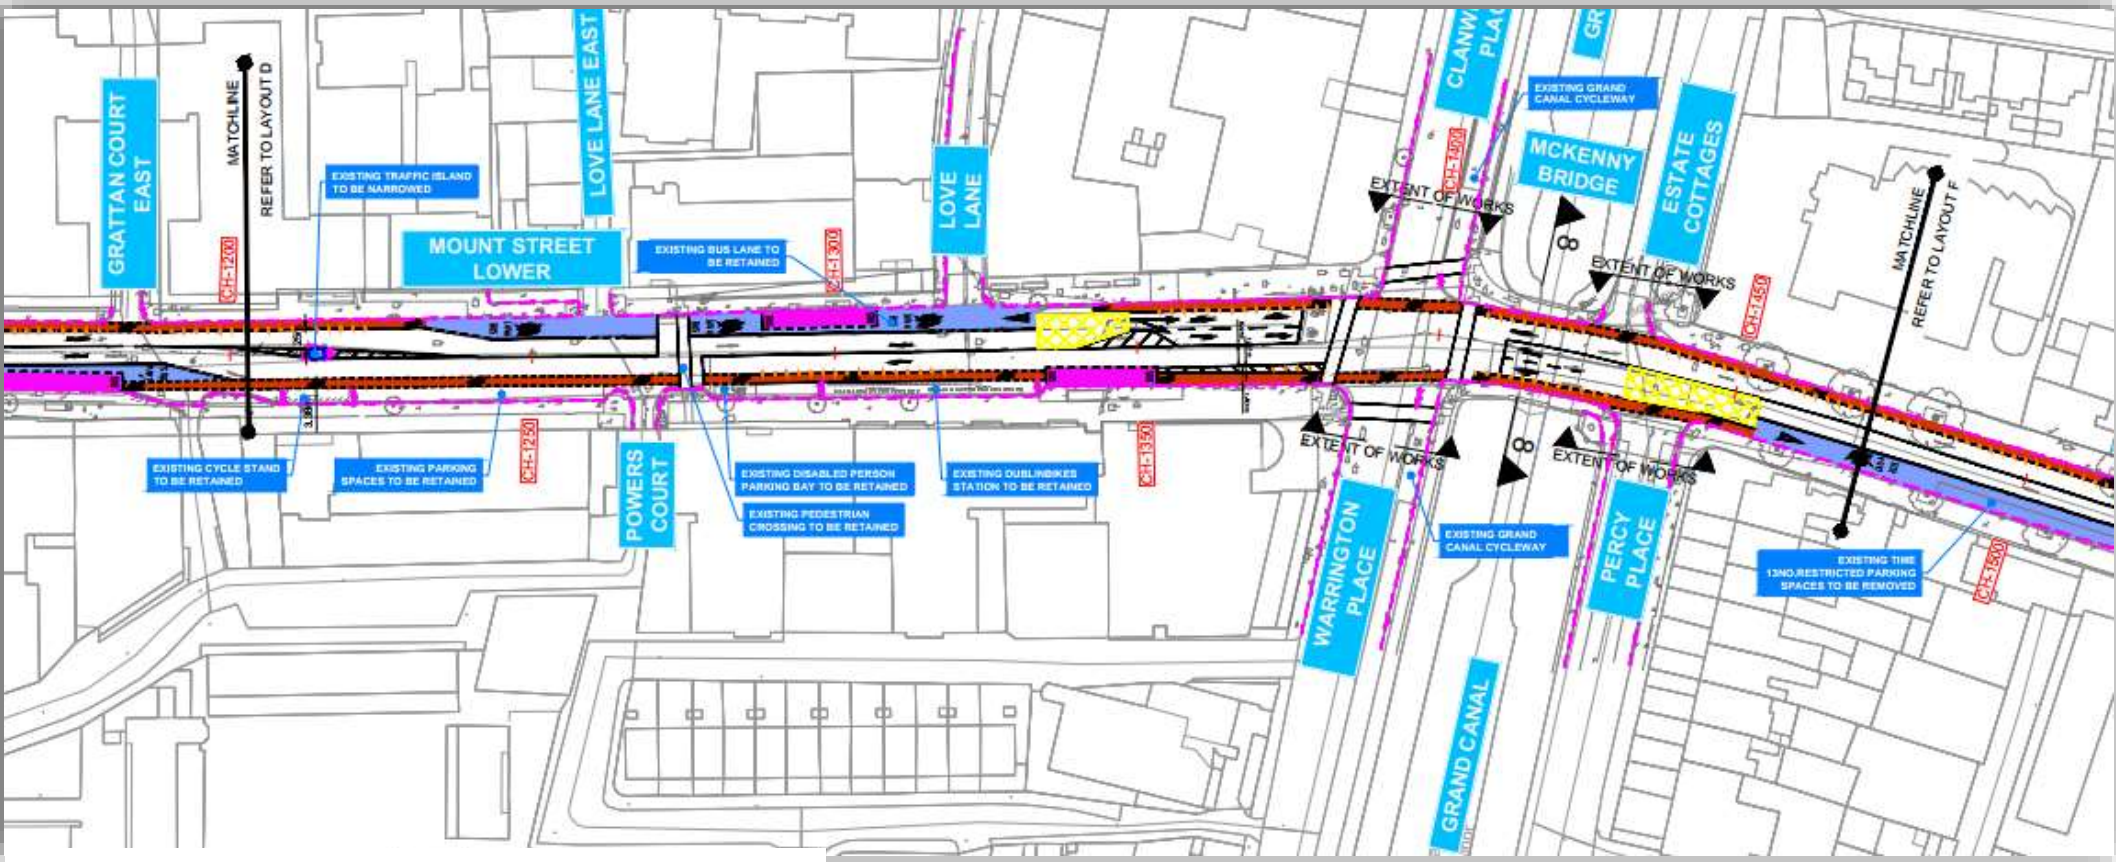 GRATTAN COURT
EAST
MATCHLINE
REFER TO LAYOUT D
CH-1200
EXISTING TRAFFIC ISLAND
TO BE NARROWED
MOUNT STREET
LOWER
LOVE LANE EAST
EXISTING BUS LANE TO
BE RETAINED
CH-1300
LOVE
LANE
EXTENT OF WORKS
CH-1400
EXISTING GRAND
CANAL CYCLEWAY
MCKENNY
BRIDGE
8
ESTATE
COTTAGES
EXTENT OF WORKS
CH-1450
MATCHLINE
REFER TO LAYOUT F
EXISTING CYCLE STAND
TO BE RETAINED
EXISTING PARKING
SPACES TO BE RETAINED
CH-1250
POWERS
COURT
EXISTING DISABLED PERSON
PARKING BAY TO BE RETAINED
EXISTING PEDESTRIAN
CROSSING TO BE RETAINED
EXISTING DUBLINBIKES
STATION TO BE RETAINED
CH-1350
EXTENT OF WORKS
WARRINGTON
PLACE
EXISTING GRAND
CANAL CYCLEWAY
8
EXTENT OF WORKS
PERCY
PLACE
GRAND CANAL
EXISTING TIME
13NO.RESTRICTED PARKING
SPACES TO BE REMOVED
CH-1500